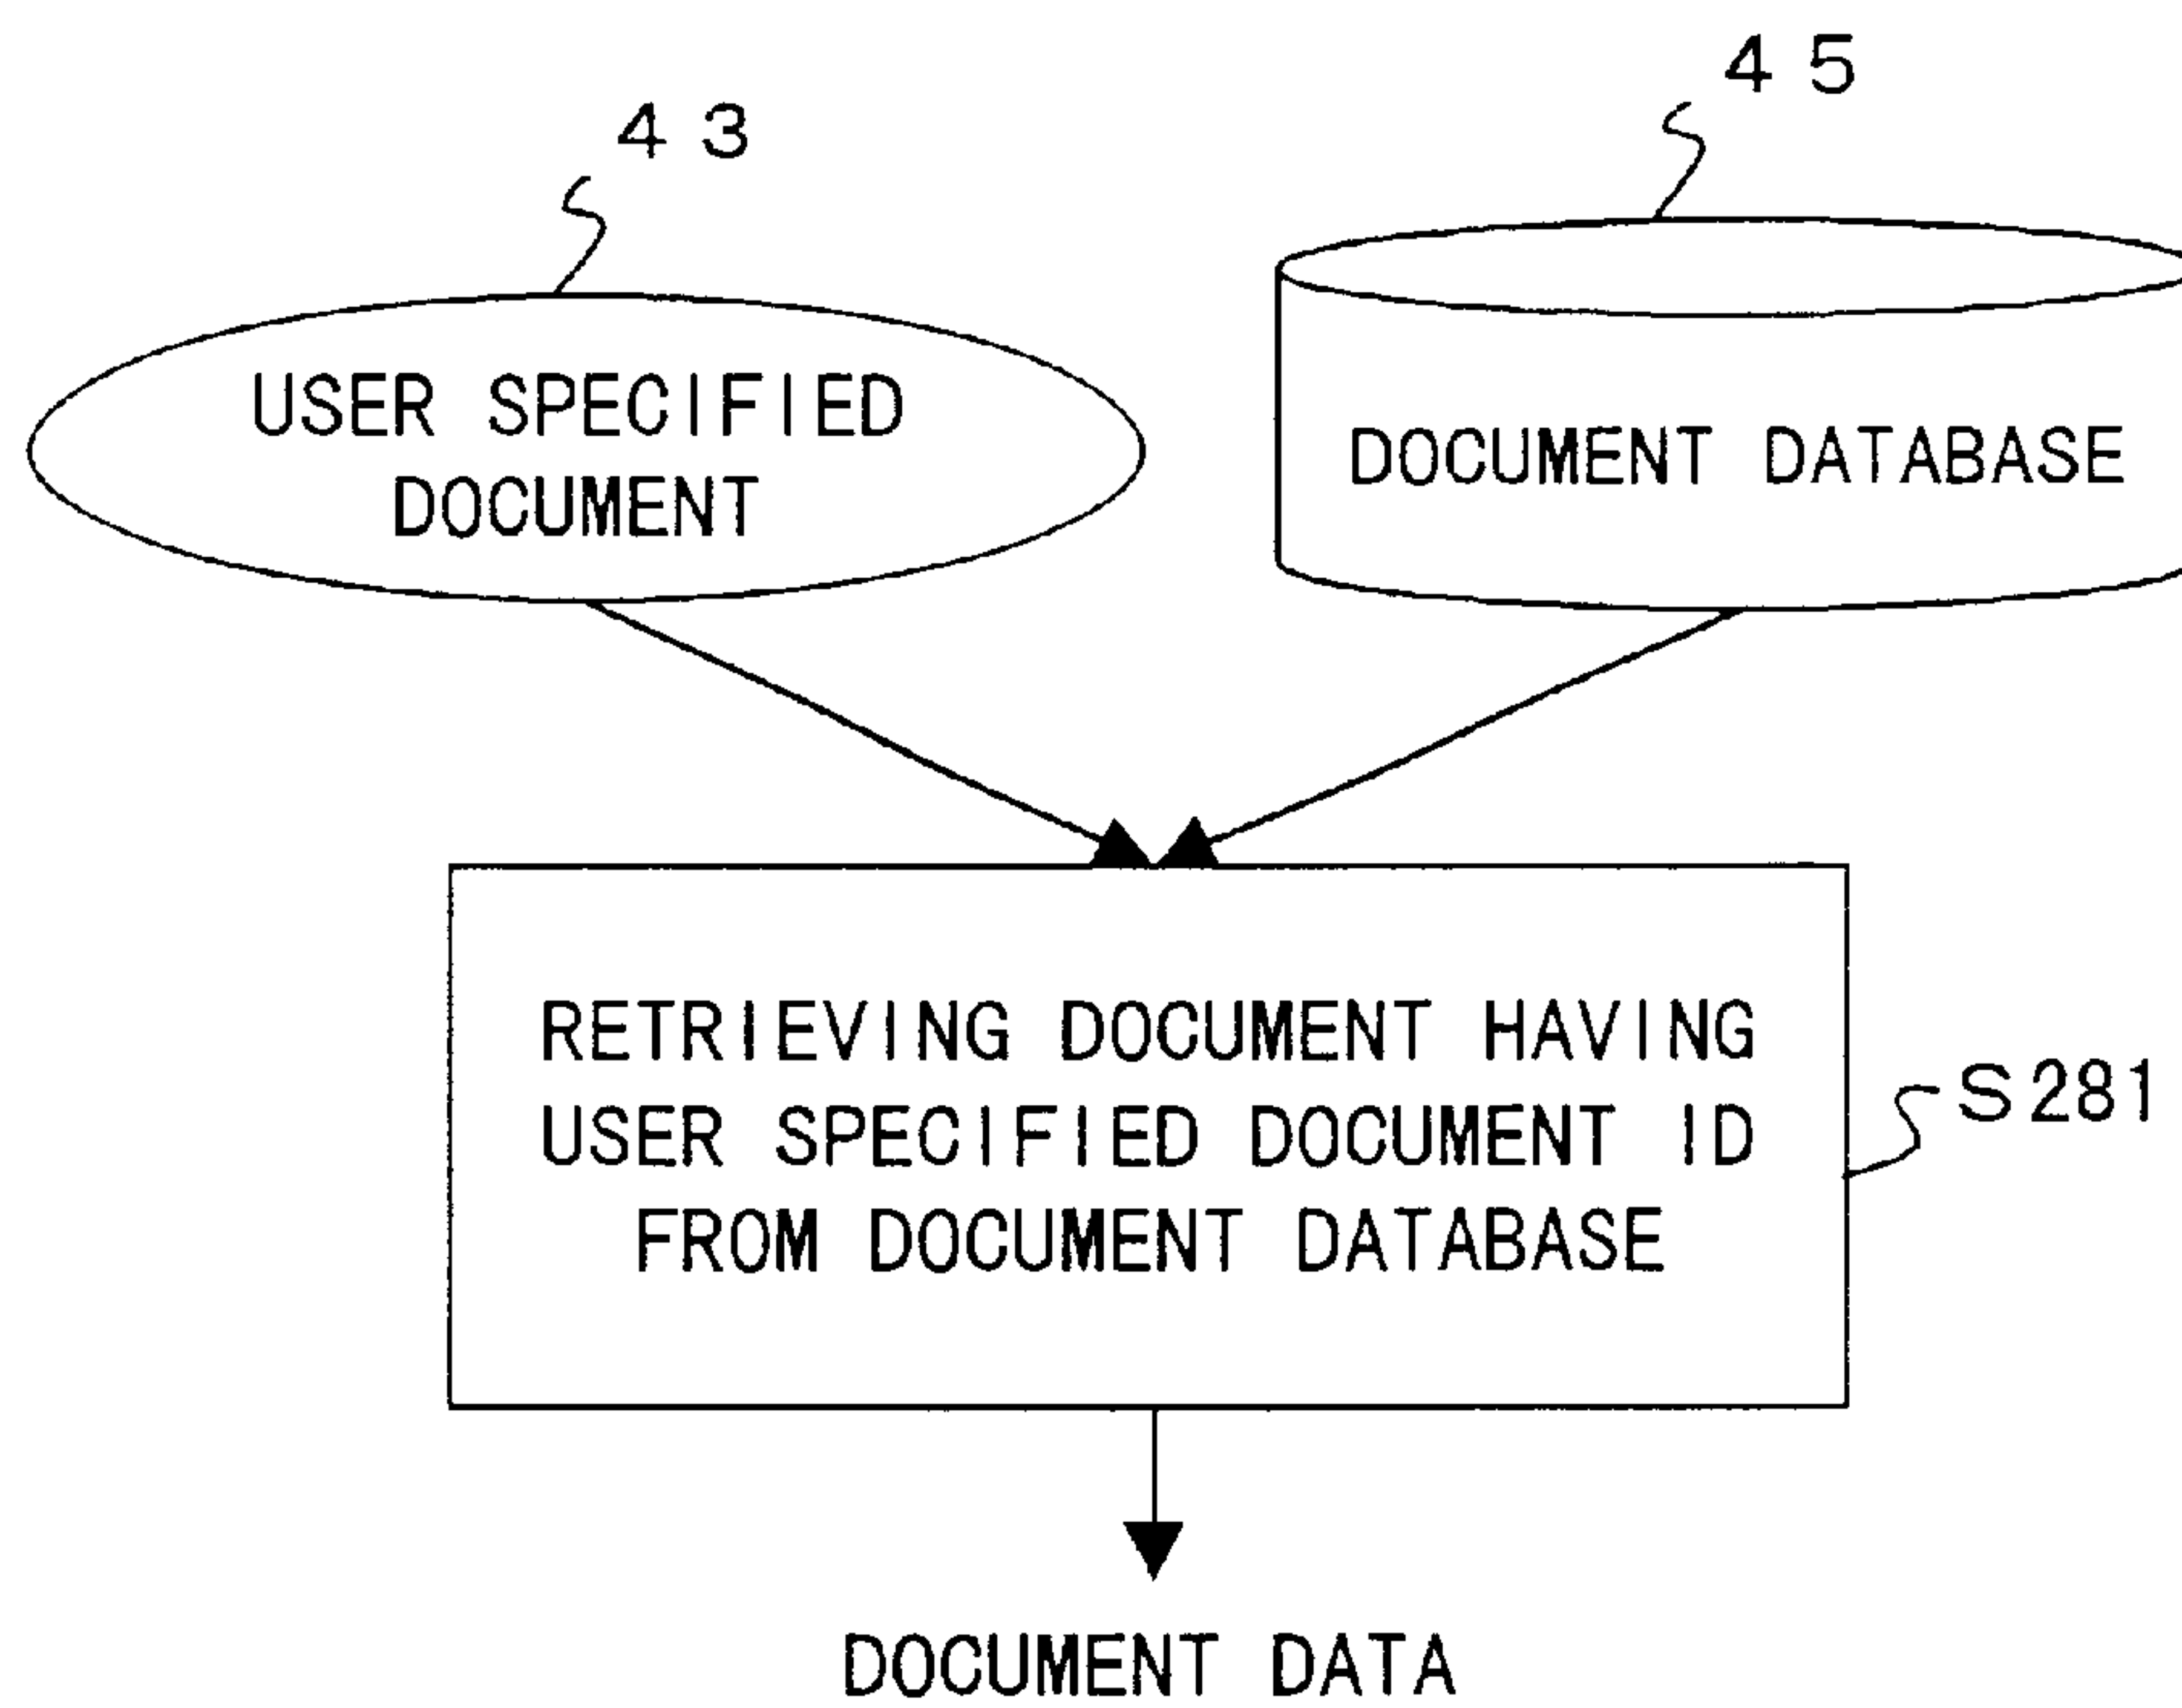 43
45
USER SPECIFIED
DOCUMENT
DOCUMENT DATABASE
RETRIEVING DOCUMENT HAVING
USER SPECIFIED DOCUMENT ID
FROM DOCUMENT DATABASE
S281
DOCUMENT DATA